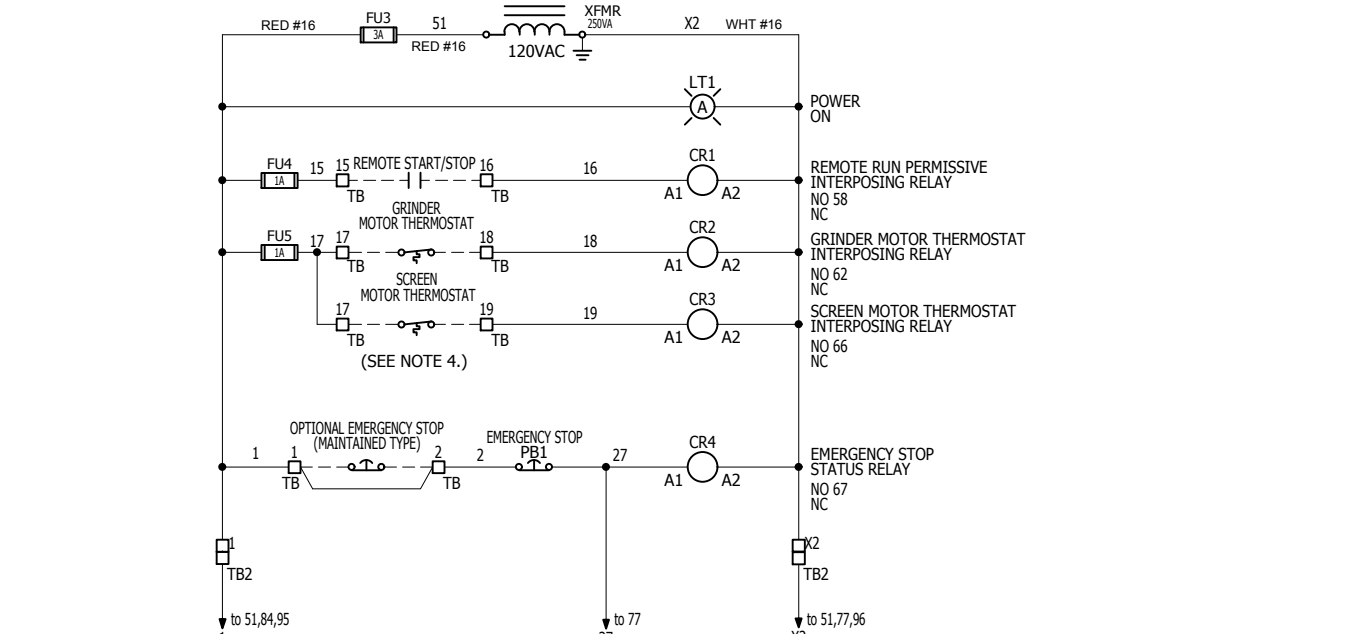 RED #16 FU3 51 XFMR
250VA
X2 WHT #16
3A
RED #16
120VAC
LT1
A
POWER
ON
FU4 15 15 REMOTE START/STOP 16 16 CR1
1A
TB TB A1 A2
REMOTE RUN PERMISSIVE
INTERPOSING RELAY
NO 58
NC
GRINDER
MOTOR THERMOSTAT
FU5 17 17 18 18 CR2
1A
TB TB A1 A2
GRINDER MOTOR THERMOSTAT
INTERPOSING RELAY
NO 62
NC
SCREEN
MOTOR THERMOSTAT
17 19 19 CR3
TB TB A1 A2
SCREEN MOTOR THERMOSTAT
INTERPOSING RELAY
NO 66
NC
(SEE NOTE 4.)
OPTIONAL EMERGENCY STOP
(MAINTAINED TYPE)
EMERGENCY STOP
1 1 2 2 PB1 27 CR4
TB TB A1 A2
EMERGENCY STOP
STATUS RELAY
NO 67
NC
1 X2
TB2 TB2
to 51,84,95 to 77 to 51,77,96